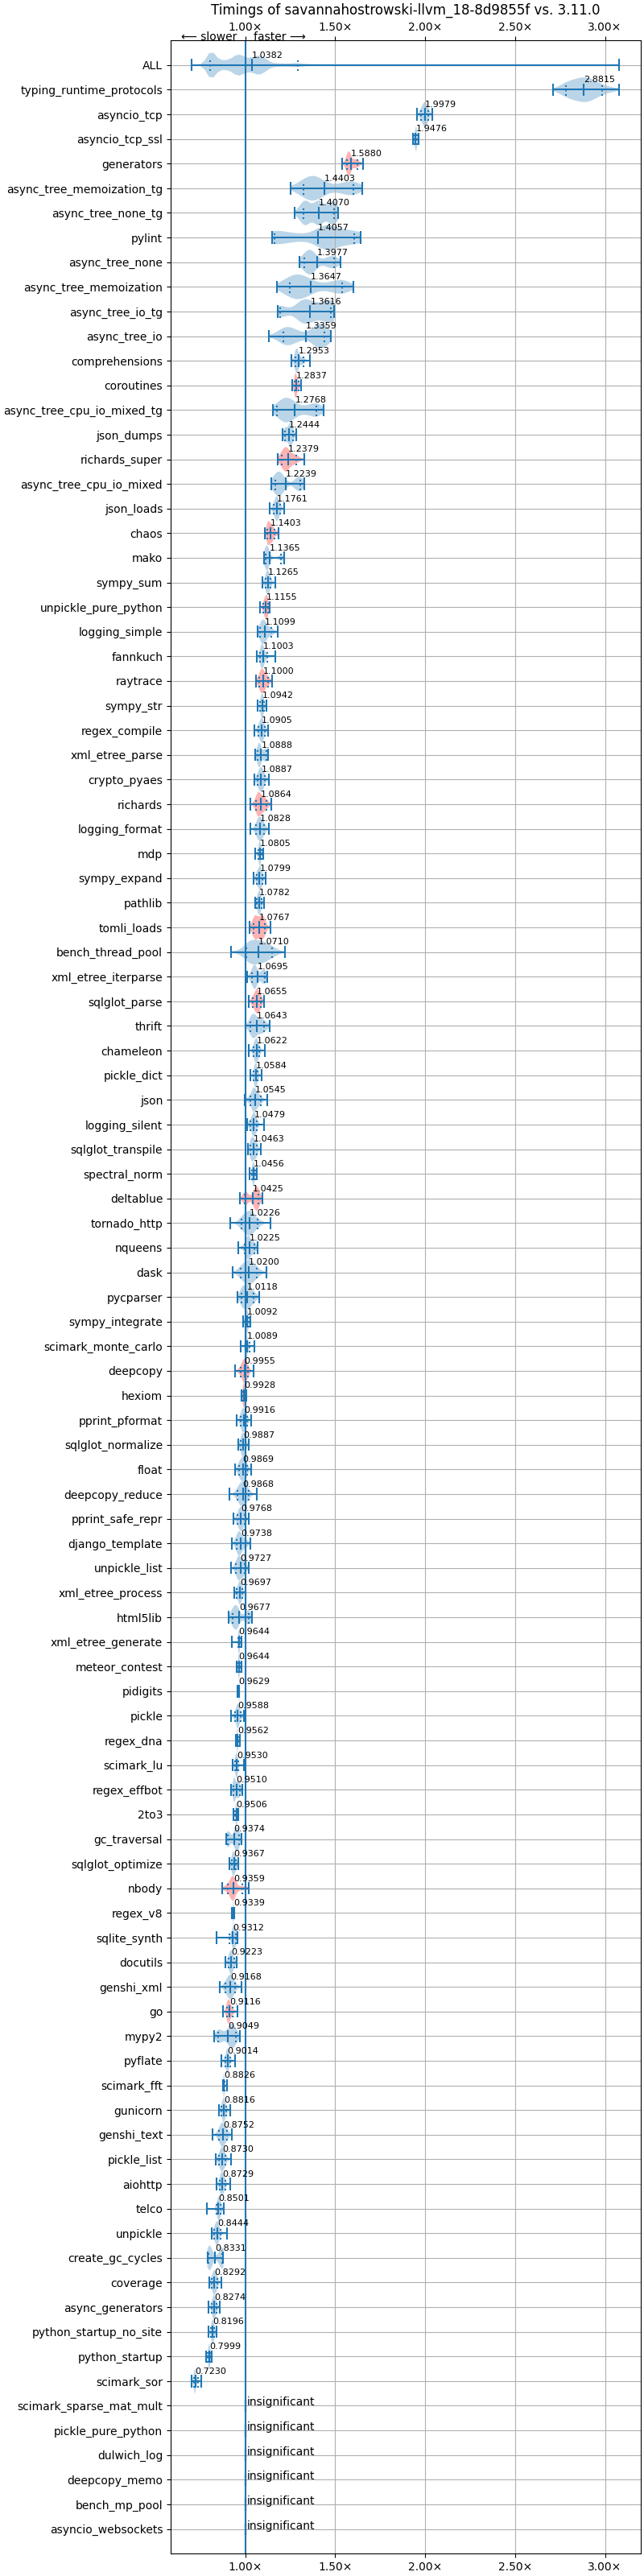 Timings of savannahostrowski-llvm_18-8d9855f vs. 3.11.0
1.00× 1.50× 2.00× 2.50× 3.00×
⟵ slower faster ⟶
ALL 1.0382
typing_runtime_protocols 2.8815
asyncio_tcp 1.9979
asyncio_tcp_ssl 1.9476
generators 1.5880
async_tree_memoization_tg 1.4403
async_tree_none_tg 1.4070
pylint 1.4057
async_tree_none 1.3977
async_tree_memoization 1.3647
async_tree_io_tg 1.3616
async_tree_io 1.3359
comprehensions 1.2953
coroutines 1.2837
async_tree_cpu_io_mixed_tg 1.2768
json_dumps 1.2444
richards_super 1.2379
async_tree_cpu_io_mixed 1.2239
json_loads 1.1761
chaos 1.1403
mako 1.1365
sympy_sum 1.1265
unpickle_pure_python 1.1155
logging_simple 1.1099
fannkuch 1.1003
raytrace 1.1000
sympy_str 1.0942
regex_compile 1.0905
xml_etree_parse 1.0888
crypto_pyaes 1.0887
richards 1.0864
logging_format 1.0828
mdp 1.0805
sympy_expand 1.0799
pathlib 1.0782
tomli_loads 1.0767
bench_thread_pool 1.0710
xml_etree_iterparse 1.0695
sqlglot_parse 1.0655
thrift 1.0643
chameleon 1.0622
pickle_dict 1.0584
json 1.0545
logging_silent 1.0479
sqlglot_transpile 1.0463
spectral_norm 1.0456
deltablue 1.0425
tornado_http 1.0226
nqueens 1.0225
dask 1.0200
pycparser 1.0118
sympy_integrate 1.0092
scimark_monte_carlo 1.0089
deepcopy 0.9955
hexiom 0.9928
pprint_pformat 0.9916
sqlglot_normalize 0.9887
float 0.9869
deepcopy_reduce 0.9868
pprint_safe_repr 0.9768
django_template 0.9738
unpickle_list 0.9727
xml_etree_process 0.9697
html5lib 0.9677
xml_etree_generate 0.9644
meteor_contest 0.9644
pidigits 0.9629
pickle 0.9588
regex_dna 0.9562
scimark_lu 0.9530
regex_effbot 0.9510
2to3 0.9506
gc_traversal 0.9374
sqlglot_optimize 0.9367
nbody 0.9359
regex_v8 0.9339
sqlite_synth 0.9312
docutils 0.9223
genshi_xml 0.9168
go 0.9116
mypy2 0.9049
pyflate 0.9014
scimark_fft 0.8826
gunicorn 0.8816
genshi_text 0.8752
pickle_list 0.8730
aiohttp 0.8729
telco 0.8501
unpickle 0.8444
create_gc_cycles 0.8331
coverage 0.8292
async_generators 0.8274
python_startup_no_site 0.8196
python_startup 0.7999
scimark_sor 0.7230
scimark_sparse_mat_mult insignificant
pickle_pure_python insignificant
dulwich_log insignificant
deepcopy_memo insignificant
bench_mp_pool insignificant
asyncio_websockets insignificant
1.00× 1.50× 2.00× 2.50× 3.00×